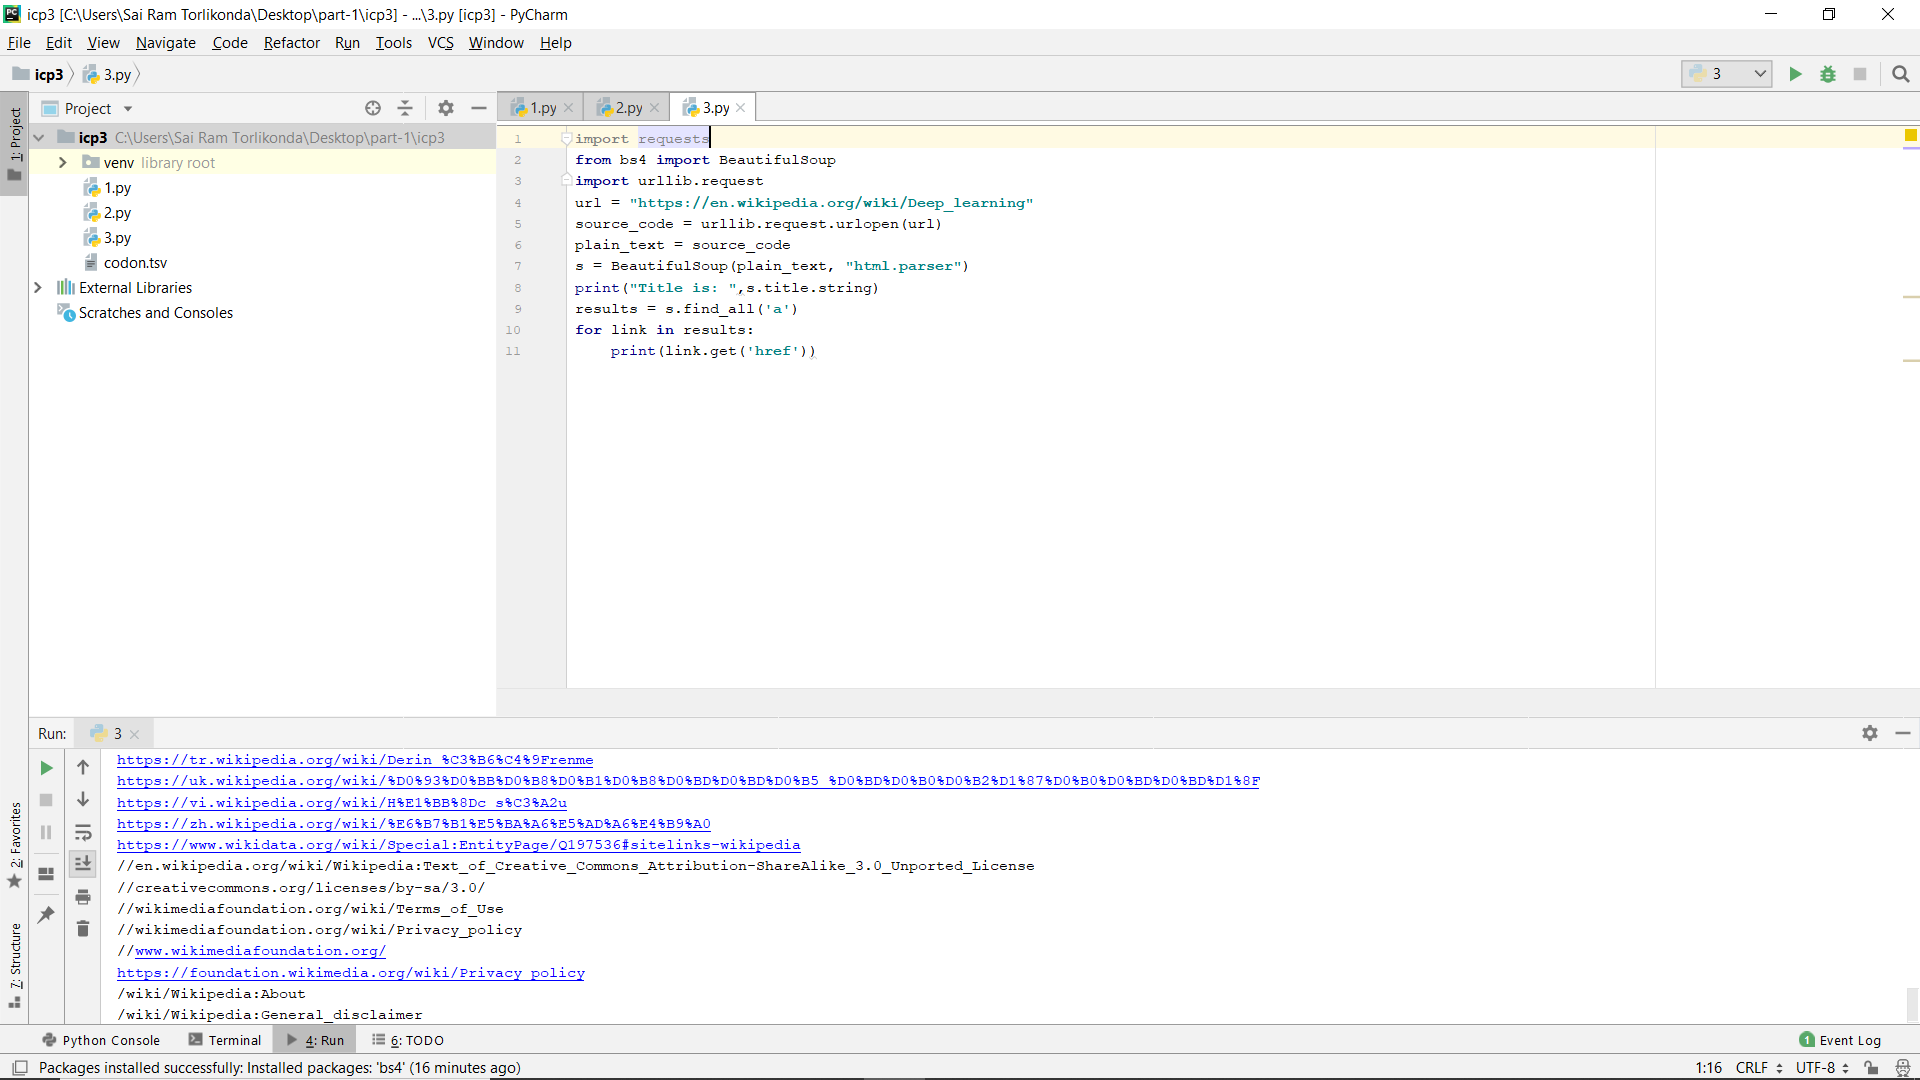 icp3 [C:\Users\Sai Ram Torlikonda\Desktop\part-1\icp3] - ...\3.py [icp3] - PyCharm
File Edit View Navigate Code Refactor Run Tools VCS Window Help
icp3 3.py
3
Project
1.py 2.py 3.py
1: Project
icp3 C:\Users\Sai Ram Torlikonda\Desktop\part-1\icp3
venv library root
1.py
2.py
3.py
codon.tsv
External Libraries
Scratches and Consoles
1 import requests
2 from bs4 import BeautifulSoup
3 import urllib.request
4 url = "https://en.wikipedia.org/wiki/Deep_learning"
5 source_code = urllib.request.urlopen(url)
6 plain_text = source_code
7 s = BeautifulSoup(plain_text, "html.parser")
8 print("Title is: ",s.title.string)
9 results = s.find_all('a')
10 for link in results:
11 print(link.get('href'))
Run: 3
https://tr.wikipedia.org/wiki/Derin_%C3%B6%C4%9Frenme
https://uk.wikipedia.org/wiki/%D0%93%D0%BB%D0%B8%D0%B1%D0%B8%D0%BD%D0%BD%D0%B5_%D0%BD%D0%B0%D0%B2%D1%87%D0%B0%D0%BD%D0%BD%D1%8F
https://vi.wikipedia.org/wiki/H%E1%BB%8Dc_s%C3%A2u
https://zh.wikipedia.org/wiki/%E6%B7%B1%E5%BA%A6%E5%AD%A6%E4%B9%A0
https://www.wikidata.org/wiki/Special:EntityPage/Q197536#sitelinks-wikipedia
//en.wikipedia.org/wiki/Wikipedia:Text_of_Creative_Commons_Attribution-ShareAlike_3.0_Unported_License
//creativecommons.org/licenses/by-sa/3.0/
//wikimediafoundation.org/wiki/Terms_of_Use
//wikimediafoundation.org/wiki/Privacy_policy
//www.wikimediafoundation.org/
https://foundation.wikimedia.org/wiki/Privacy_policy
/wiki/Wikipedia:About
/wiki/Wikipedia:General_disclaimer
2: Favorites
7: Structure
Python Console Terminal 4: Run 6: TODO 1 Event Log
Packages installed successfully: Installed packages: 'bs4' (16 minutes ago) 1:16 CRLF UTF-8